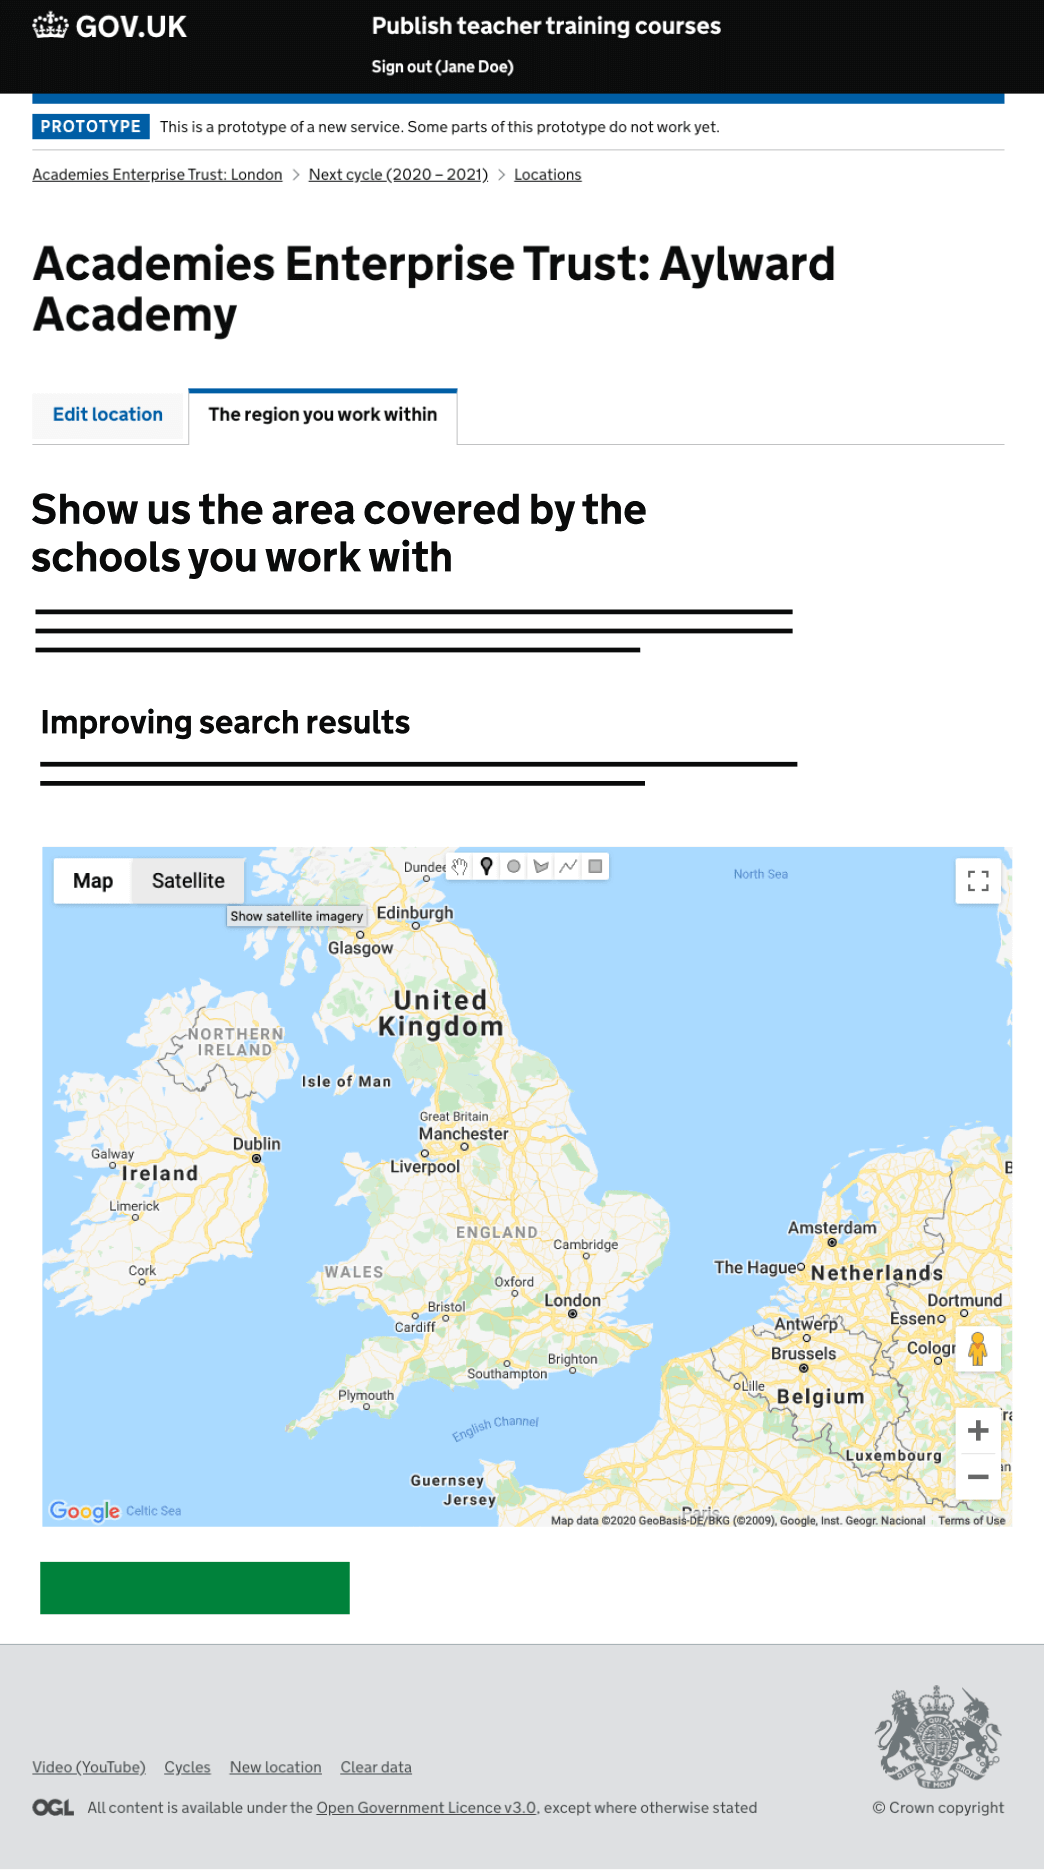 GOV.UK
Publish teacher training courses
Sign out (Jane Doe)
PROTOTYPE This is a prototype of a new service. Some parts of this prototype do not work yet.
Academies Enterprise Trust: London > Next cycle (2020 – 2021) > Locations
Academies Enterprise Trust: Aylward
Academy
Edit location
The region you work within
Show us the area covered by the
schools you work with
Improving search results
Map
Satellite
Show satellite imagery
Dundee
North Sea
Edinburgh
Glasgow
United
Kingdom
NORTHERN
IRELAND
Isle of Man
Great Britain
Manchester
Liverpool
Dublin
Galway
Ireland
Limerick
Cork
ENGLAND
Cambridge
WALES
Oxford
London
Bristol
Cardiff
Brighton
Southampton
Plymouth
English Channel
Guernsey
Jersey
Celtic Sea
Amsterdam
The Hague
Netherlands
Dortmund
Essen
Antwerp
Brussels
Cologn
Lille
Belgium
Luxembourg
Paris
Google
Map data ©2020 GeoBasis-DE/BKG (©2009), Google, Inst. Geogr. Nacional
Terms of Use
Video (YouTube)
Cycles
New location
Clear data
OGL All content is available under the Open Government Licence v3.0, except where otherwise stated
© Crown copyright
DIEU ET MON DROIT